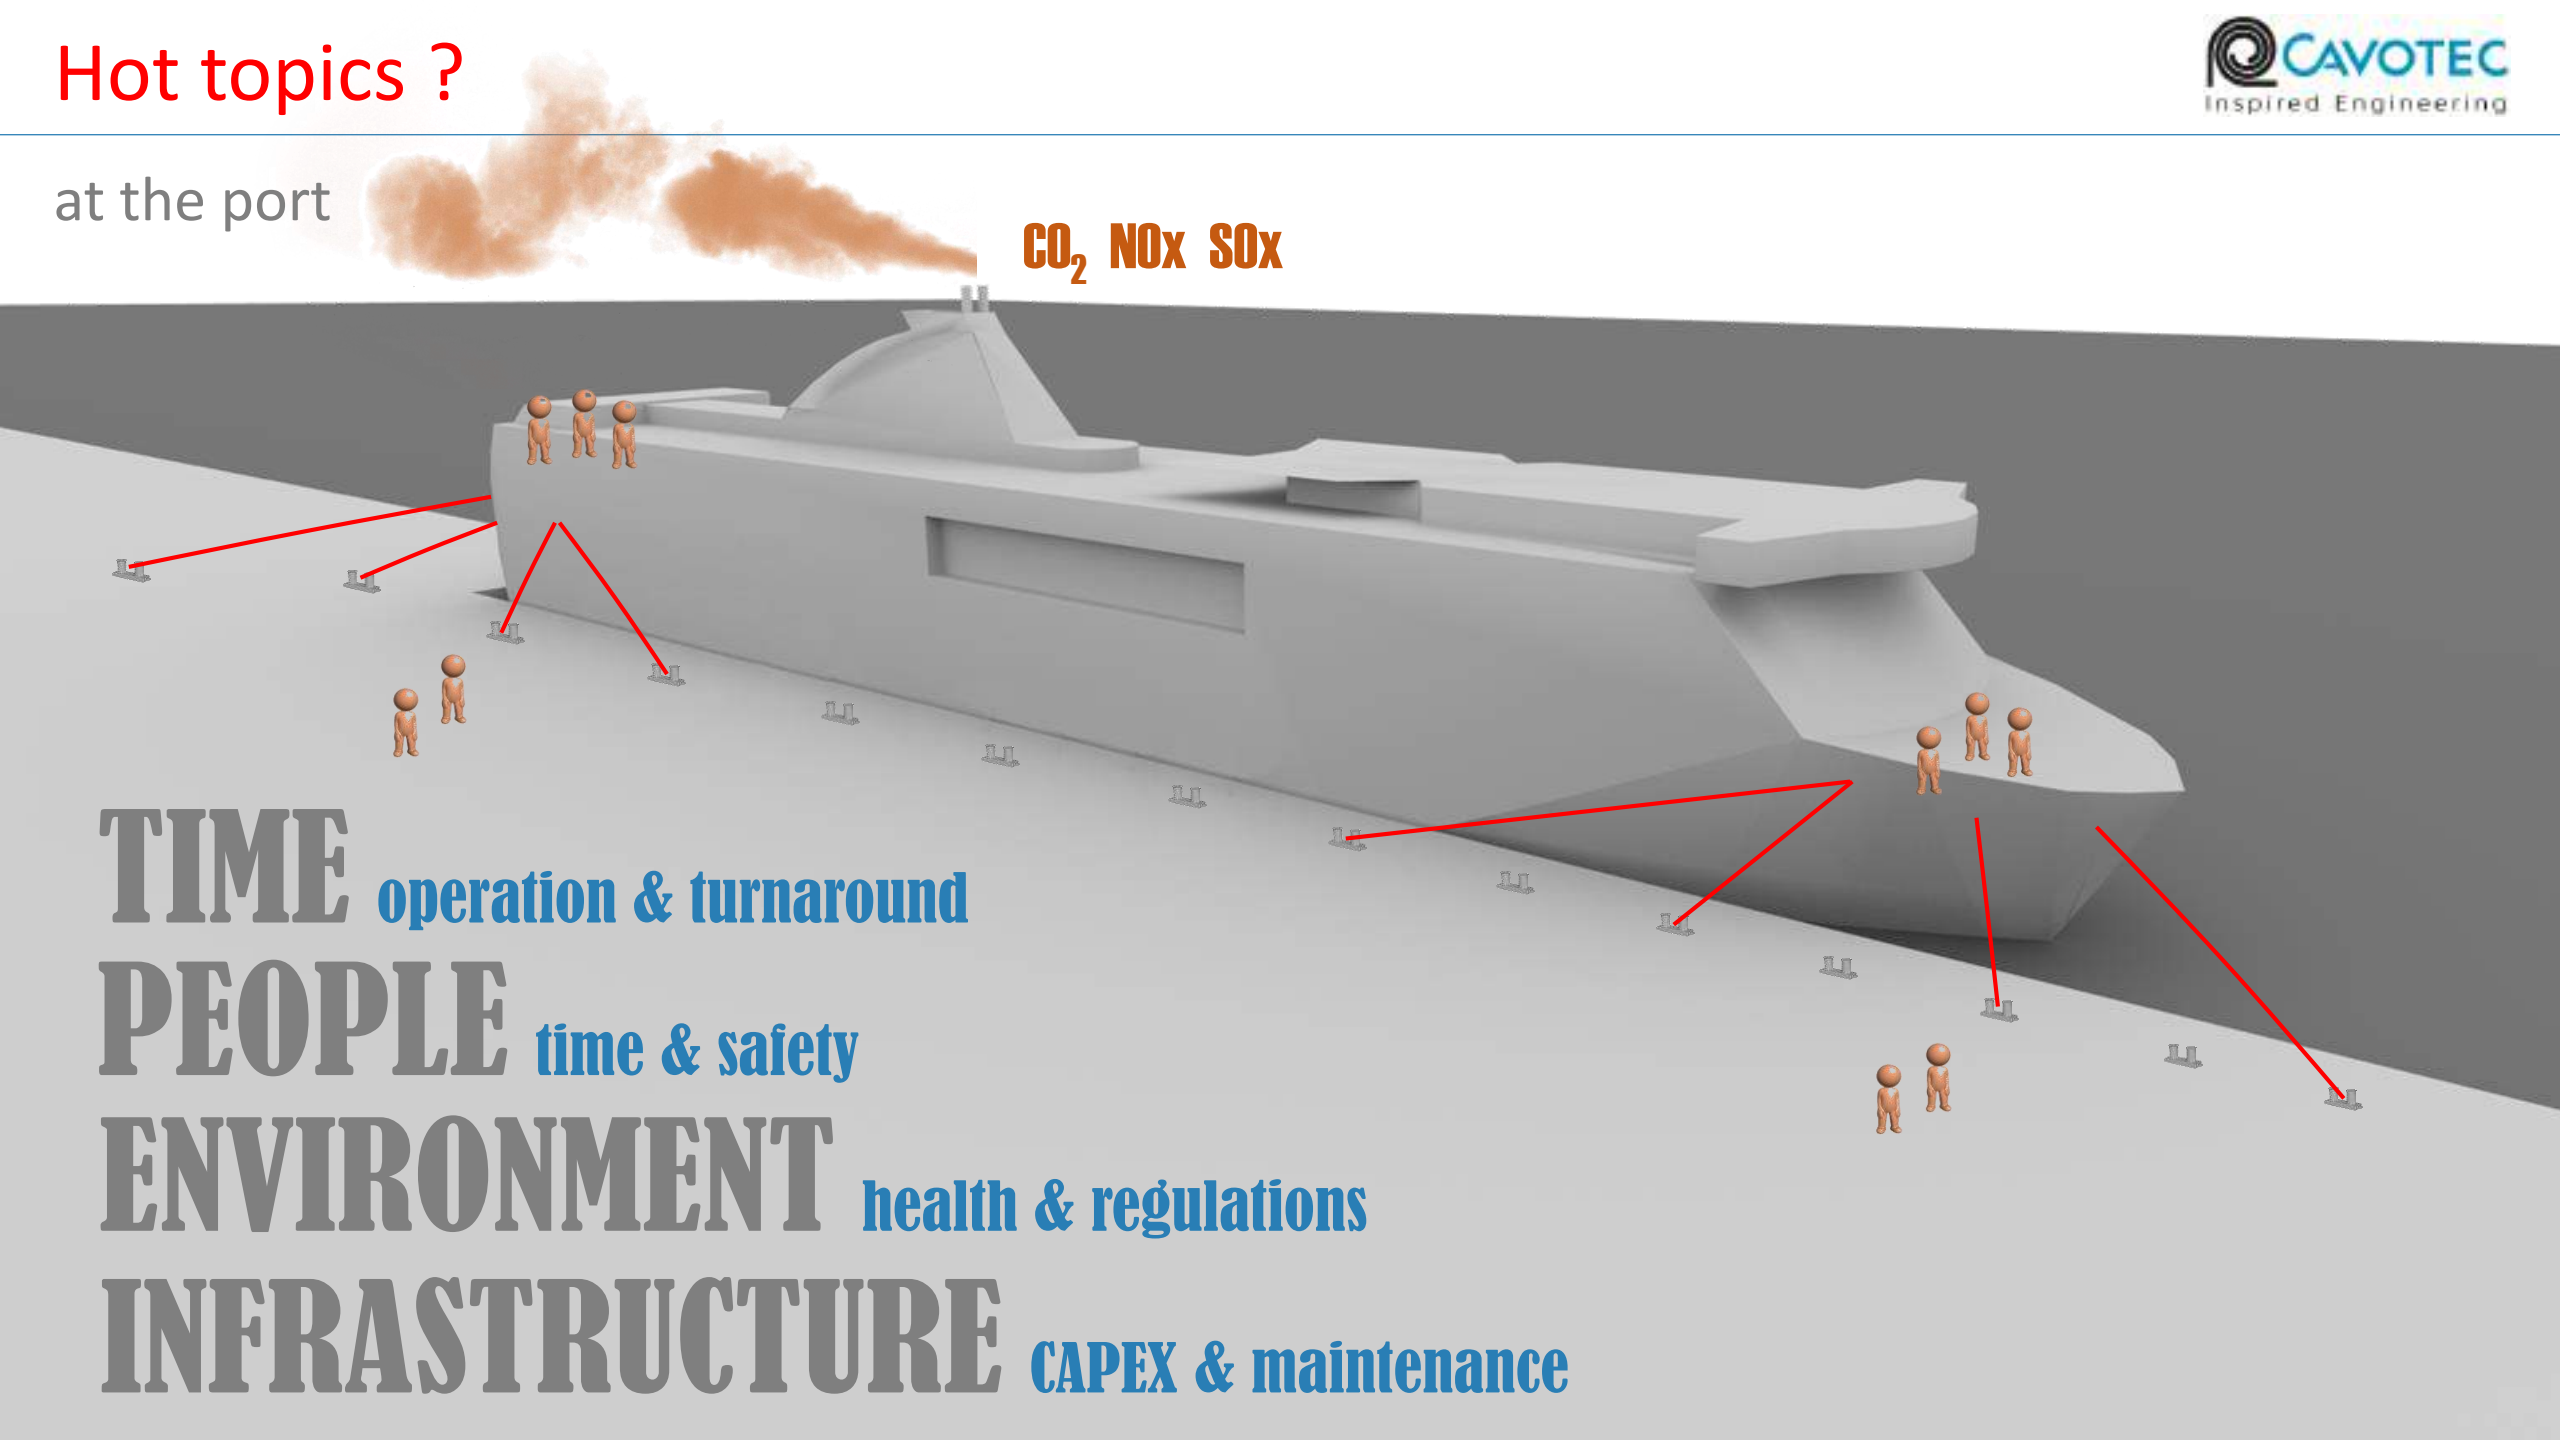 Hot topics ?
CAVOTEC
Inspired Engineering
at the port
CO₂ NOx SOx
TIME operation & turnaround
PEOPLE time & safety
ENVIRONMENT health & regulations
INFRASTRUCTURE CAPEX & maintenance